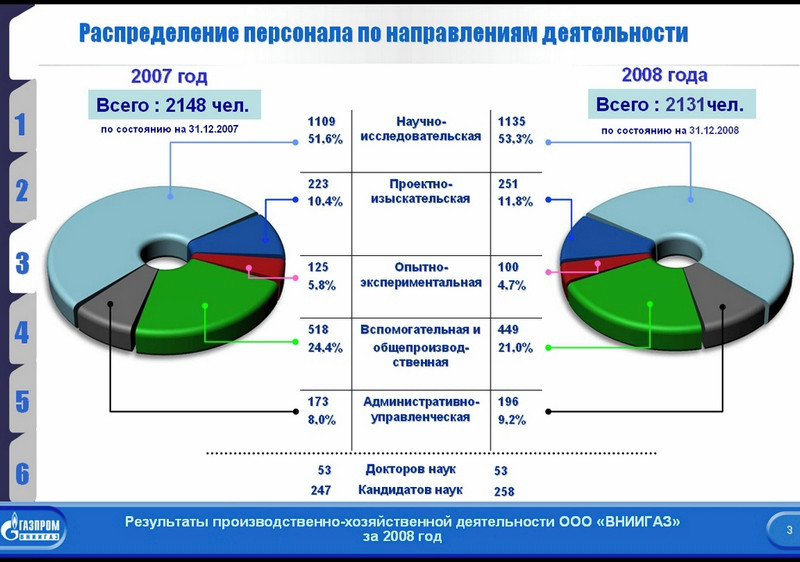 Распределение персонала по направлениям деятельности
2007 год
Всего : 2148 чел.
по состоянию на 31.12.2007
2008 года
Всего : 2131чел.
по состоянию на 31.12.2008
1
2
3
4
5
6
1109
51,6%
Научно-
исследовательская
1135
53,3%
223
10,4%
Проектно-
изыскательская
251
11,8%
125
5,8%
Опытно-
экспериментальная
100
4,7%
518
24,4%
Вспомогательная и
общепроизвод-
ственная
449
21,0%
173
8,0%
Административно-
управленческая
196
9,2%
53 Докторов наук 53
247 Кандидатов наук 258
ГАЗПРОМ
ВНИИГАЗ
Результаты производственно-хозяйственной деятельности ООО «ВНИИГАЗ»
за 2008 год
3